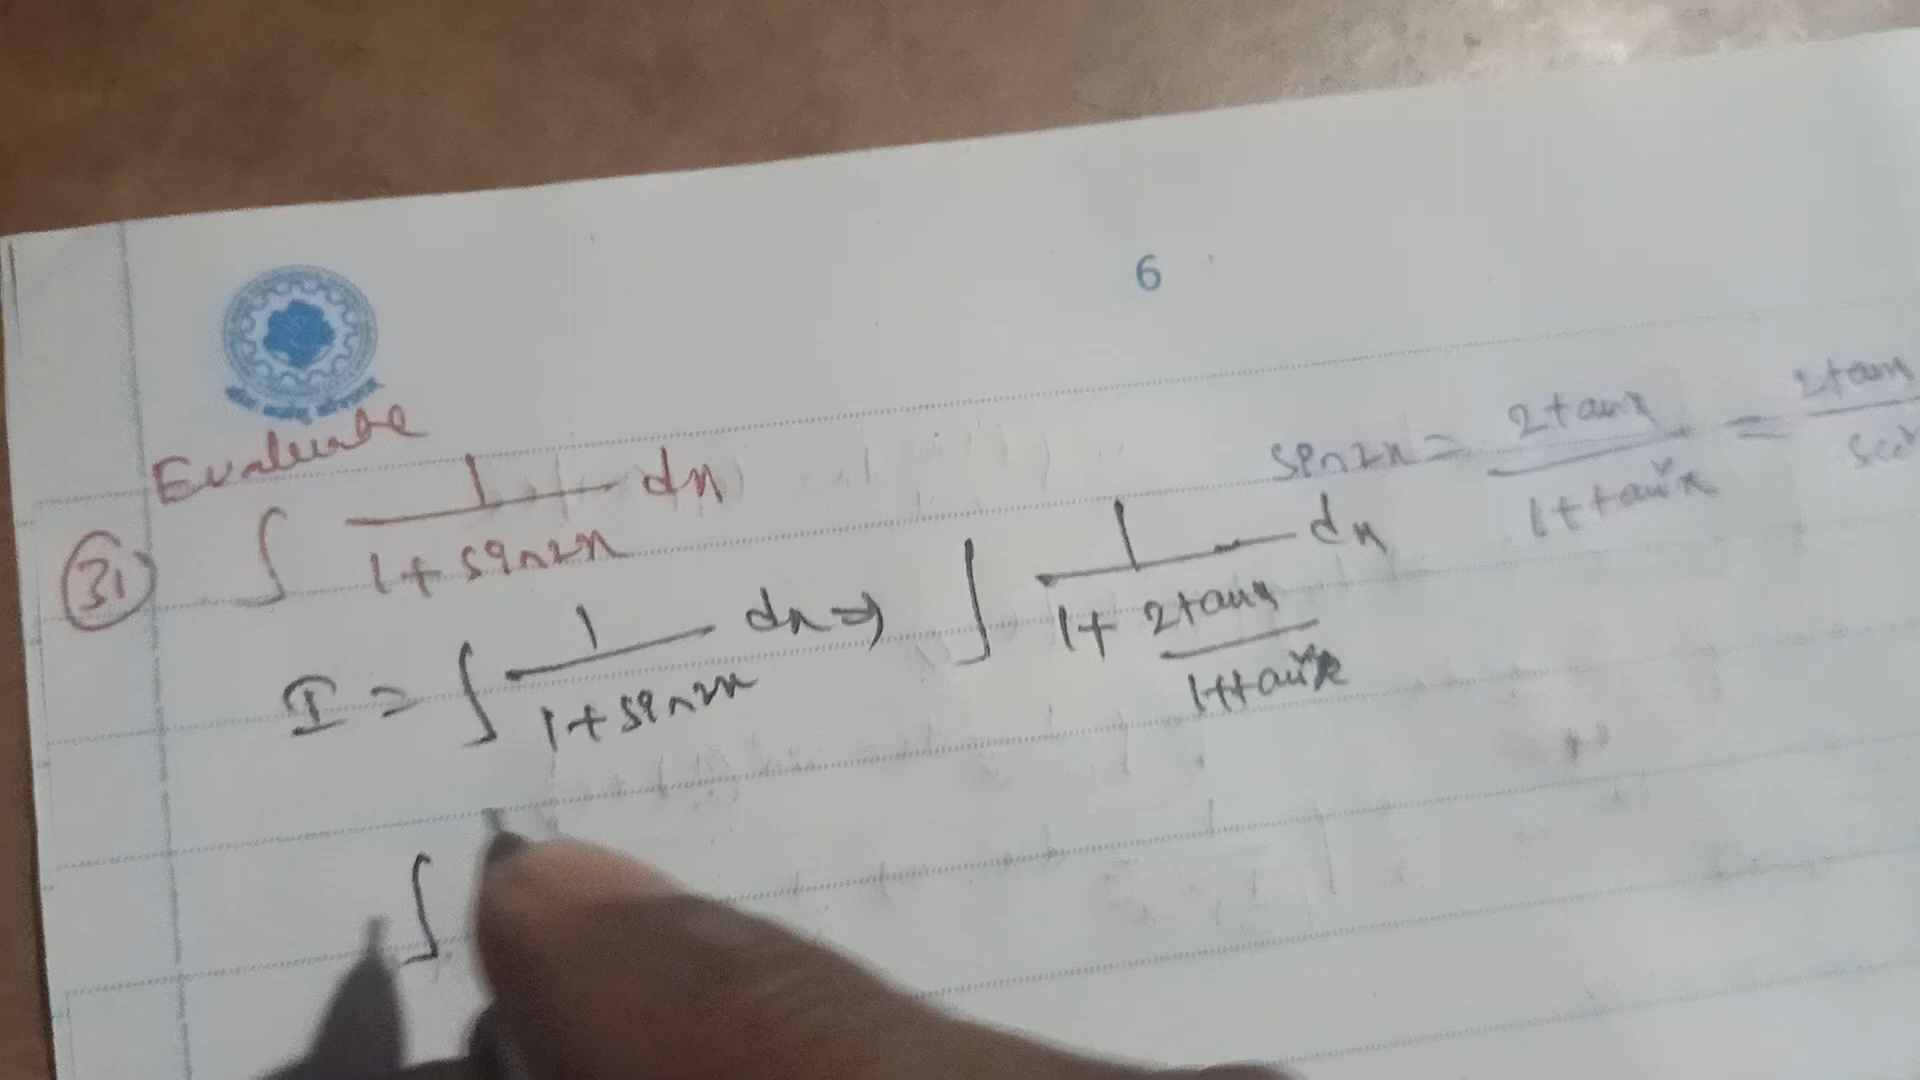 6
Evaluate
sin2x = 2tanx / 1+tan²x = 2tanx / sec²
31 ∫ 1 / 1+sin2x dx
I = ∫ 1 / 1+sin2x dx ⇒ ∫ 1 / 1+ 2tanx / 1+tan²x dx
∫